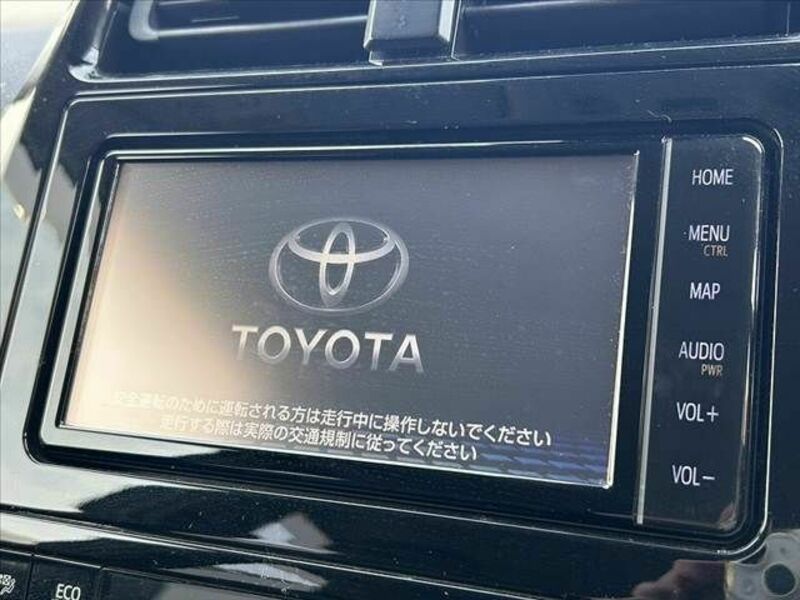 TOYOTA
安全運転のために運転される方は走行中に操作しないでください
走行する際は実際の交通規制に従ってください
HOME
MENU
CTRL
MAP
AUDIO
PWR
VOL+
VOL-
ECO